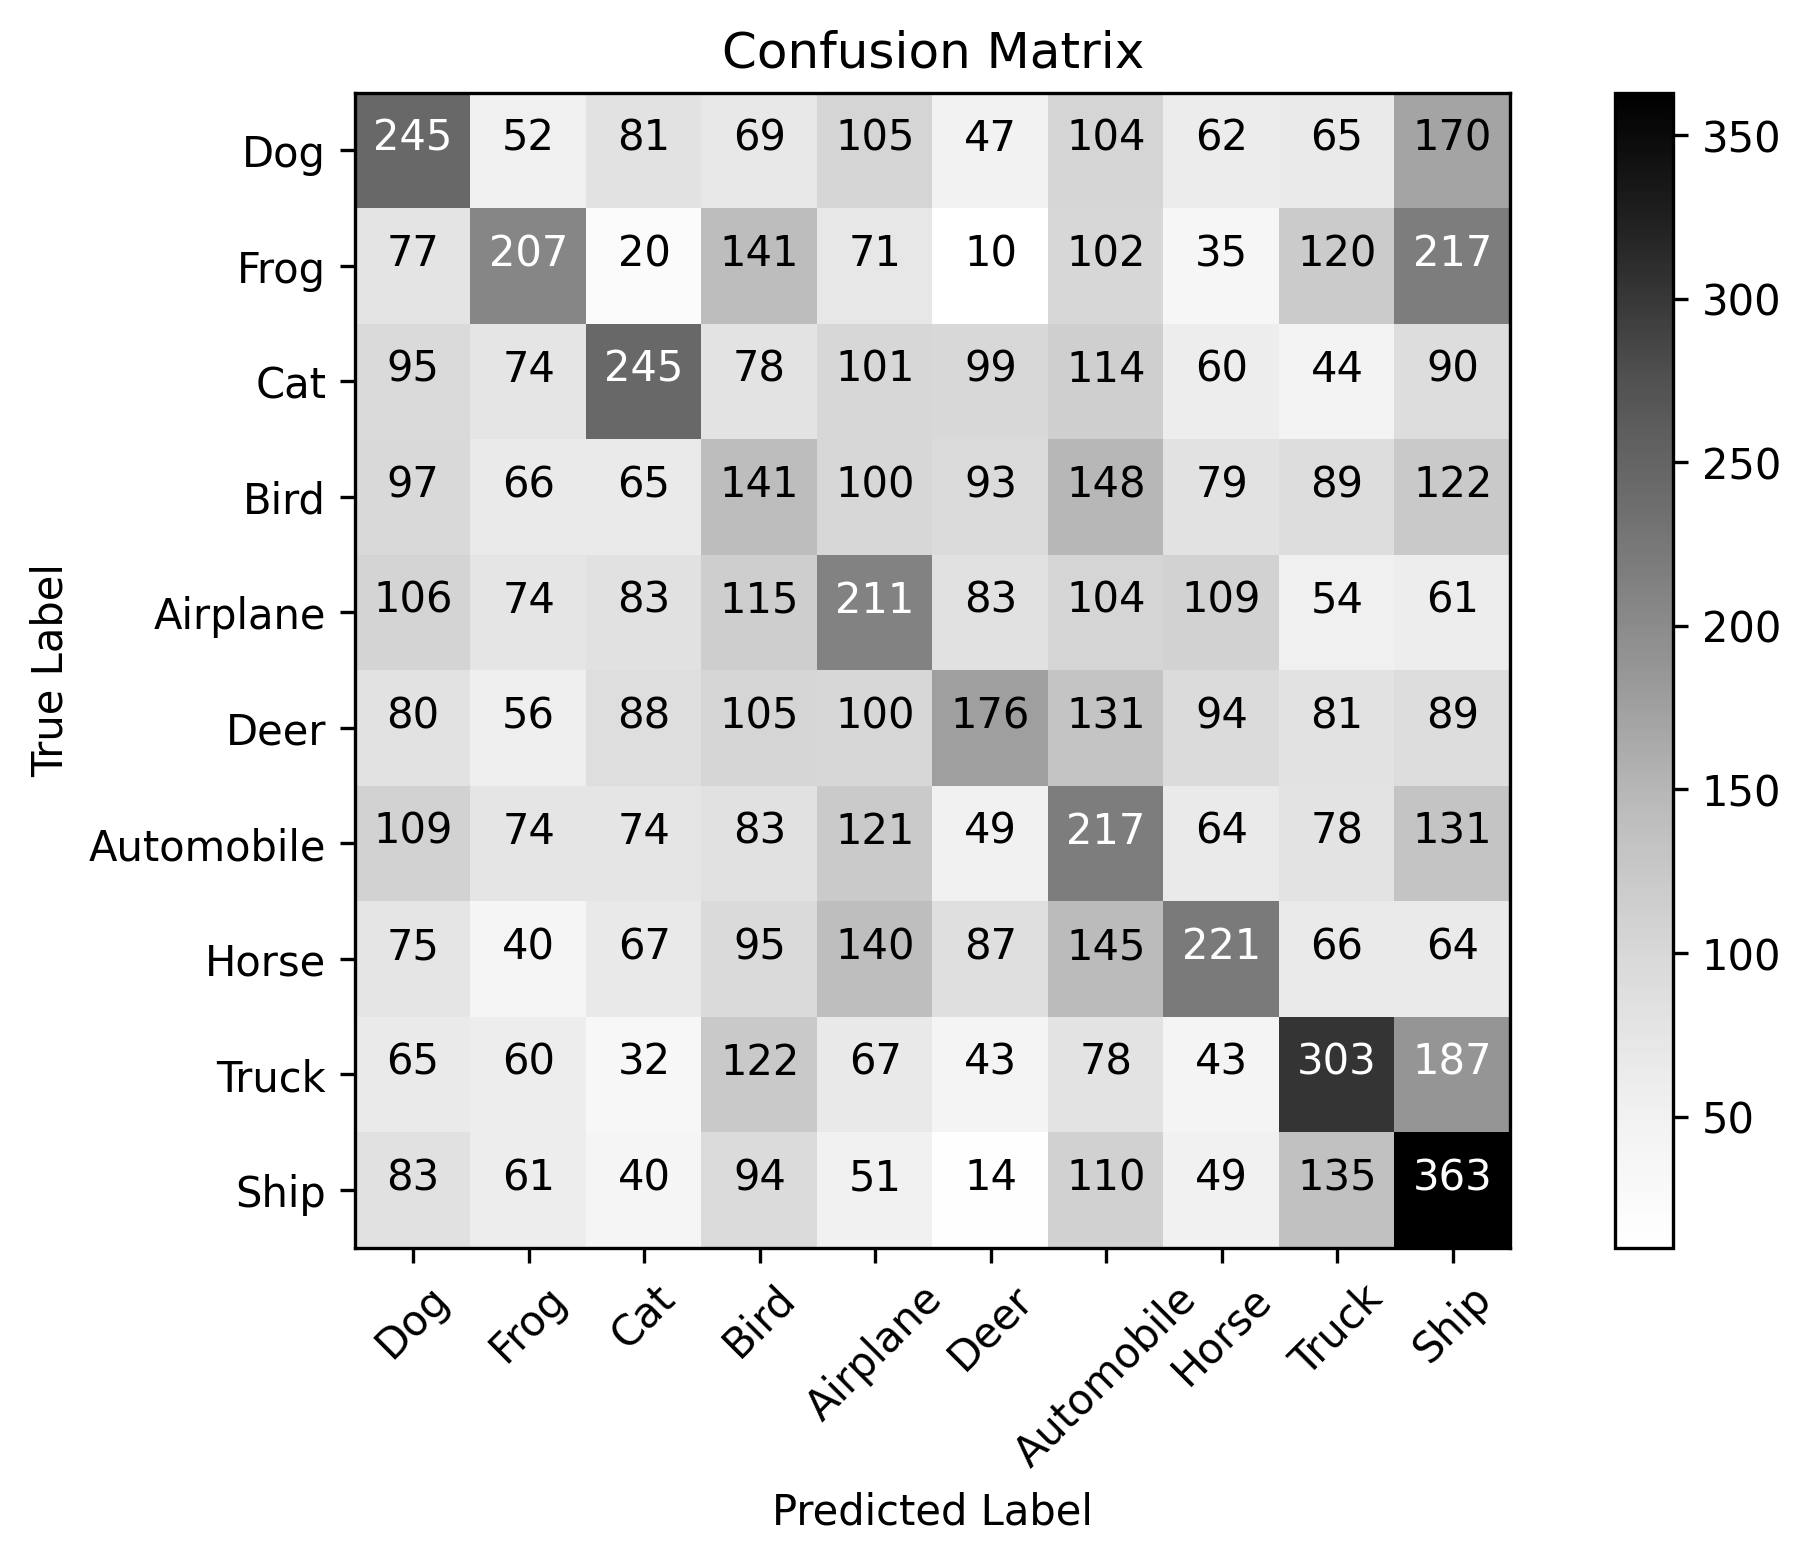 Confusion Matrix
True Label
Dog 245 52 81 69 105 47 104 62 65 170
Frog 77 207 20 141 71 10 102 35 120 217
Cat 95 74 245 78 101 99 114 60 44 90
Bird 97 66 65 141 100 93 148 79 89 122
Airplane 106 74 83 115 211 83 104 109 54 61
Deer 80 56 88 105 100 176 131 94 81 89
Automobile 109 74 74 83 121 49 217 64 78 131
Horse 75 40 67 95 140 87 145 221 66 64
Truck 65 60 32 122 67 43 78 43 303 187
Ship 83 61 40 94 51 14 110 49 135 363
Dog Frog Cat Bird Airplane Deer Automobile Horse Truck Ship
Predicted Label
350
300
250
200
150
100
50